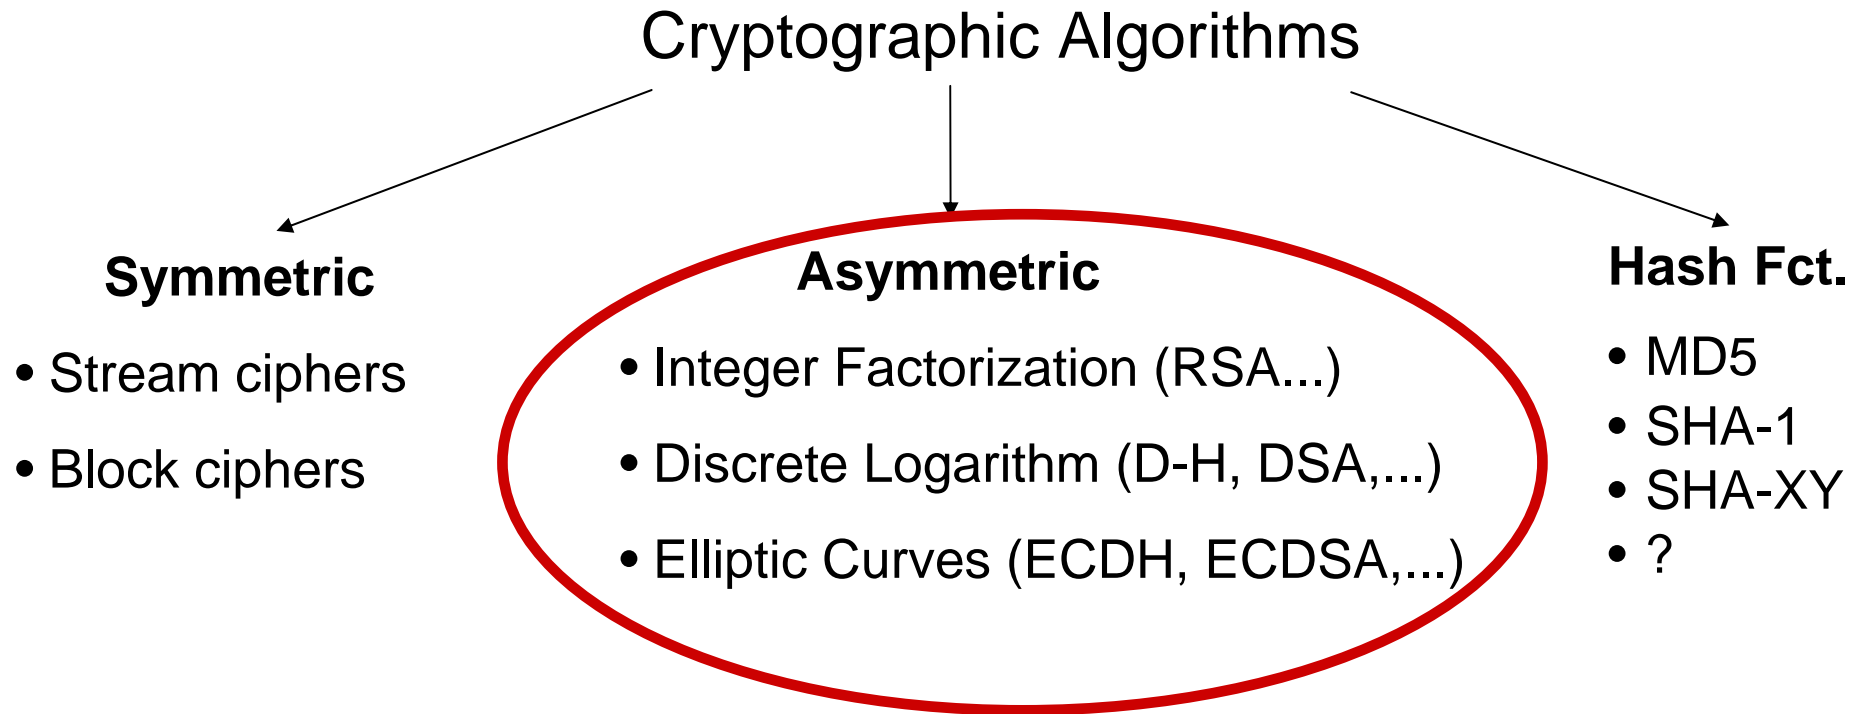 Cryptographic Algorithms
Symmetric
• Stream ciphers
• Block ciphers
Asymmetric
• Integer Factorization (RSA...)
• Discrete Logarithm (D-H, DSA,...)
• Elliptic Curves (ECDH, ECDSA,...)
Hash Fct.
• MD5
• SHA-1
• SHA-XY
• ?